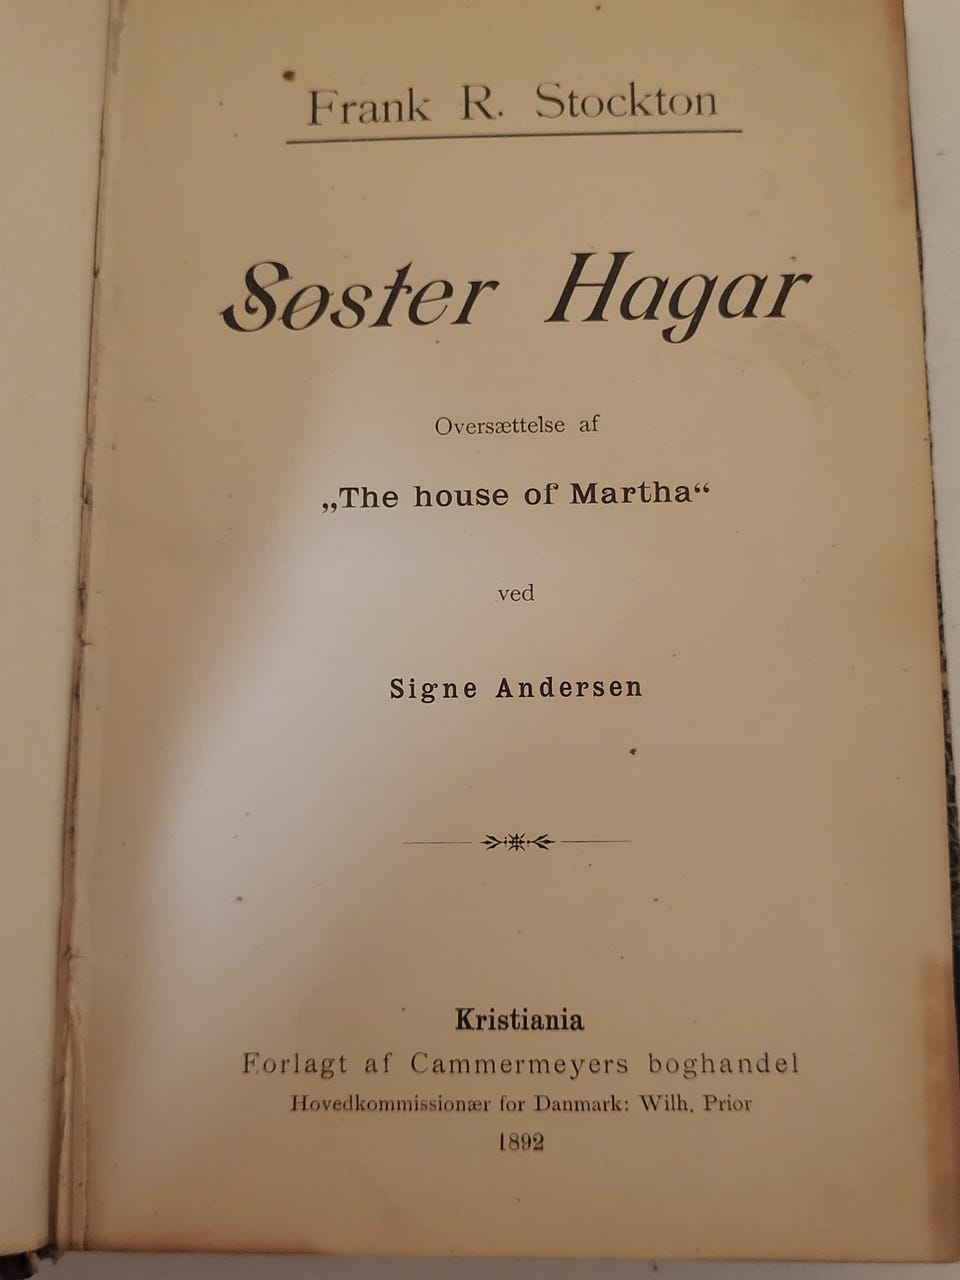 Frank R. Stockton
Søster Hagar
Oversættelse af
„The house of Martha“
ved
Signe Andersen
Kristiania
Forlagt af Cammermeyers boghandel
Hovedkommissionær for Danmark: Wilh. Prior
1892